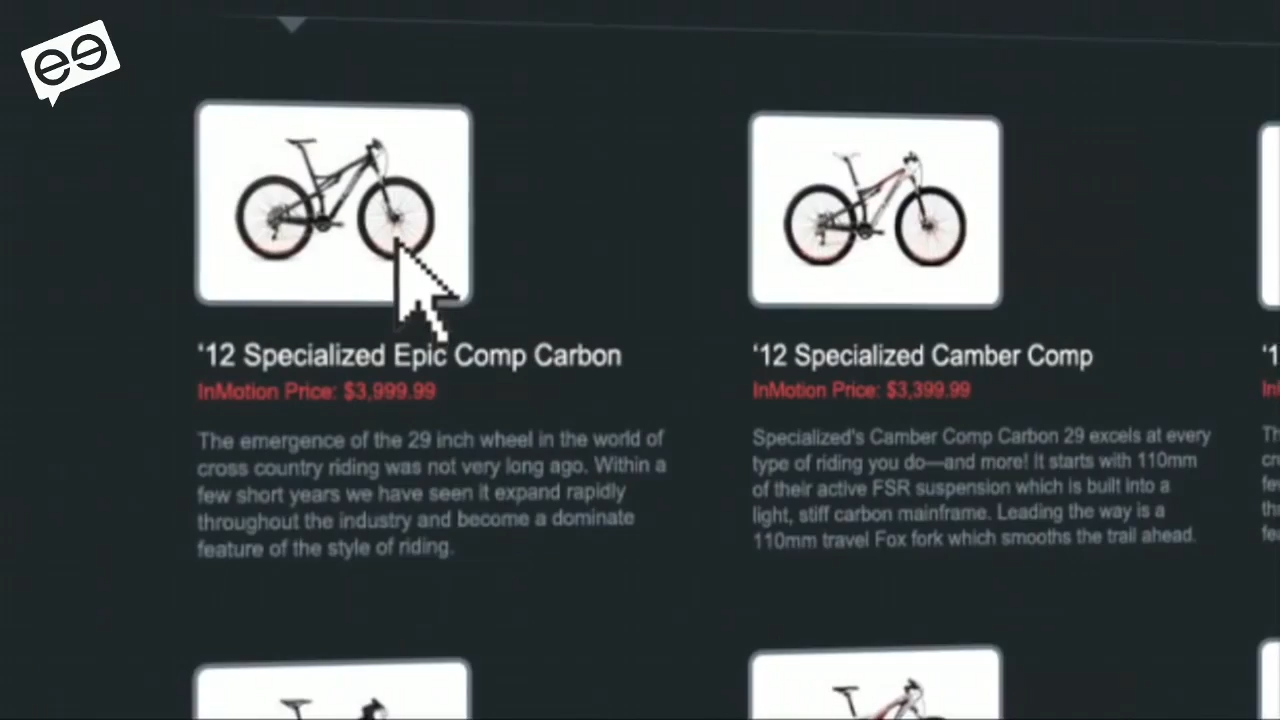 ee
'12 Specialized Epic Comp Carbon
InMotion Price: $3,999.99
The emergence of the 29 inch wheel in the world of
cross country riding was not very long ago. Within a
few short years we have seen it expand rapidly
throughout the industry and become a dominate
feature of the style of riding.
'12 Specialized Camber Comp
InMotion Price: $3,399.99
Specialized's Camber Comp Carbon 29 excels at every
type of riding you do—and more! It starts with 110mm
of their active FSR suspension which is built into a
light, stiff carbon mainframe. Leading the way is a
110mm travel Fox fork which smooths the trail ahead.